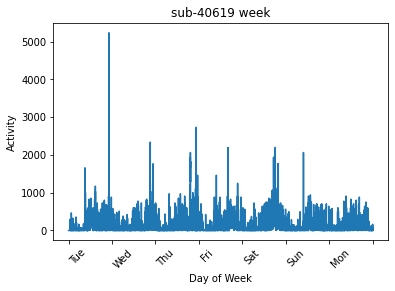 sub-40619 week
Activity
5000
4000
3000
2000
1000
0
Tue
Wed
Thu
Fri
Sat
Sun
Mon
Day of Week